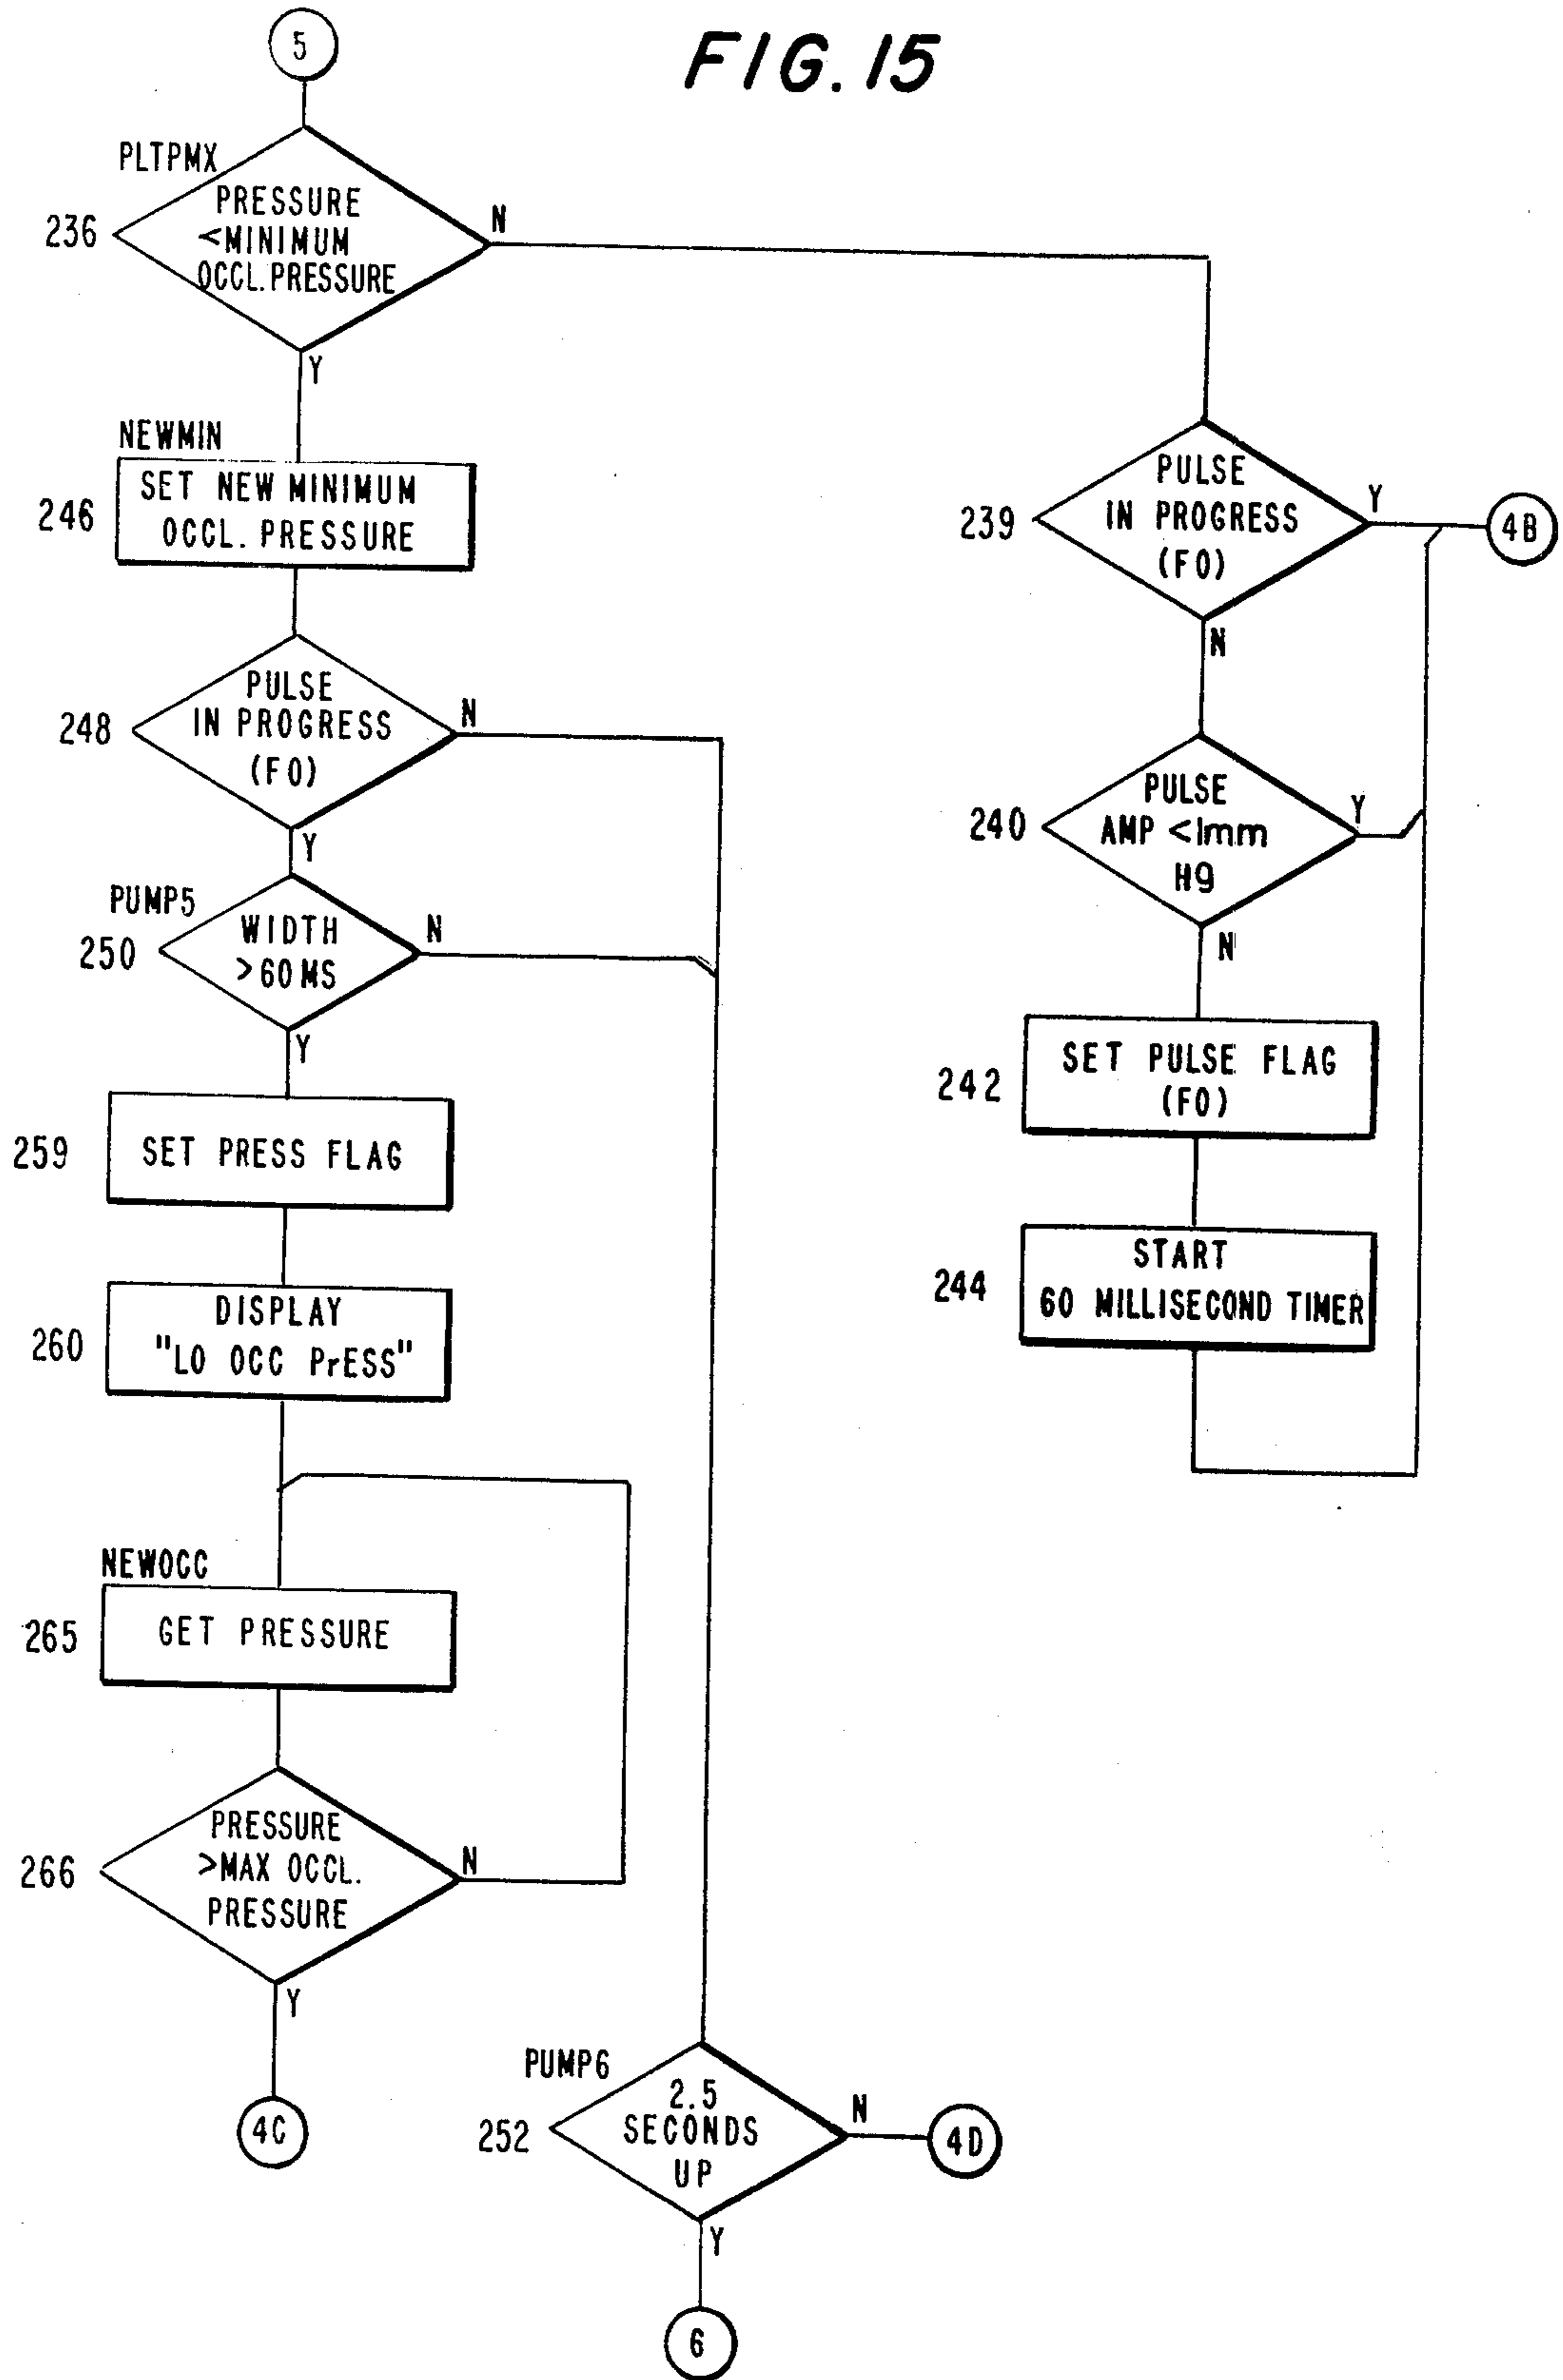 FIG. 15
5
PLTPMX
236
PRESSURE
<MINIMUM
OCCL. PRESSURE
N
Y
NEWMIN
246
SET NEW MINIMUM
OCCL. PRESSURE
248
PULSE
IN PROGRESS
(F0)
N
Y
PUMP5
250
WIDTH
>60MS
N
Y
259
SET PRESS FLAG
260
DISPLAY
"LO OCC PrESS"
NEWOCC
265
GET PRESSURE
266
PRESSURE
>MAX OCCL.
PRESSURE
N
Y
4C
PUMP6
252
2.5
SECONDS
UP
N
4D
Y
6
239
PULSE
IN PROGRESS
(F0)
Y
4B
N
240
PULSE
AMP <1mm
Hg
Y
N
242
SET PULSE FLAG
(F0)
244
START
60 MILLISECOND TIMER